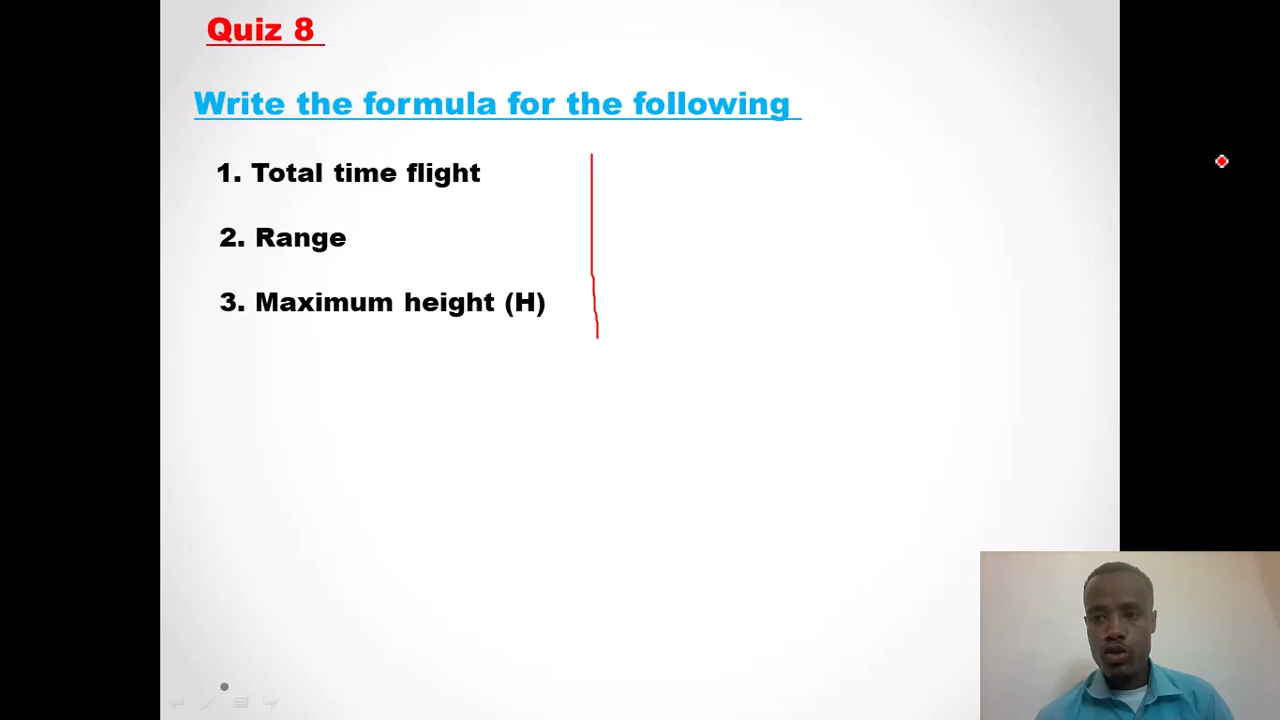 Quiz 8
Write the formula for the following
1. Total time flight
2. Range
3. Maximum height (H)